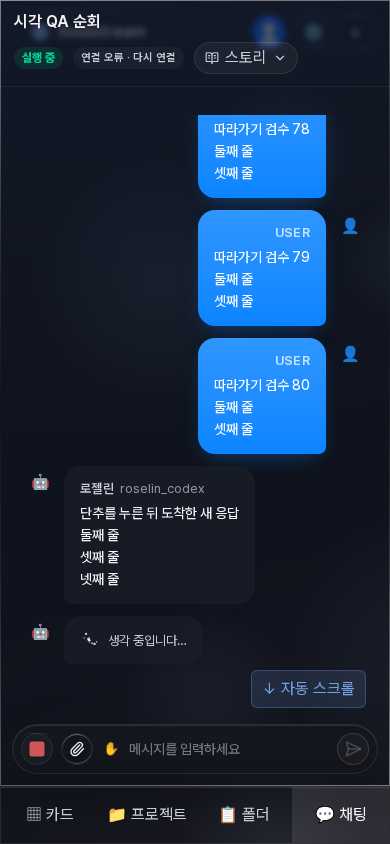 시각 QA 순회
실행 중
연결 오류 · 다시 연결
스토리
따라가기 검수 78
둘째 줄
셋째 줄
USER
따라가기 검수 79
둘째 줄
셋째 줄
USER
따라가기 검수 80
둘째 줄
셋째 줄
로젤린 roselin_codex
단추를 누른 뒤 도착한 새 응답
둘째 줄
셋째 줄
넷째 줄
생각 중입니다...
↓ 자동 스크롤
메시지를 입력하세요
카드
프로젝트
폴더
채팅